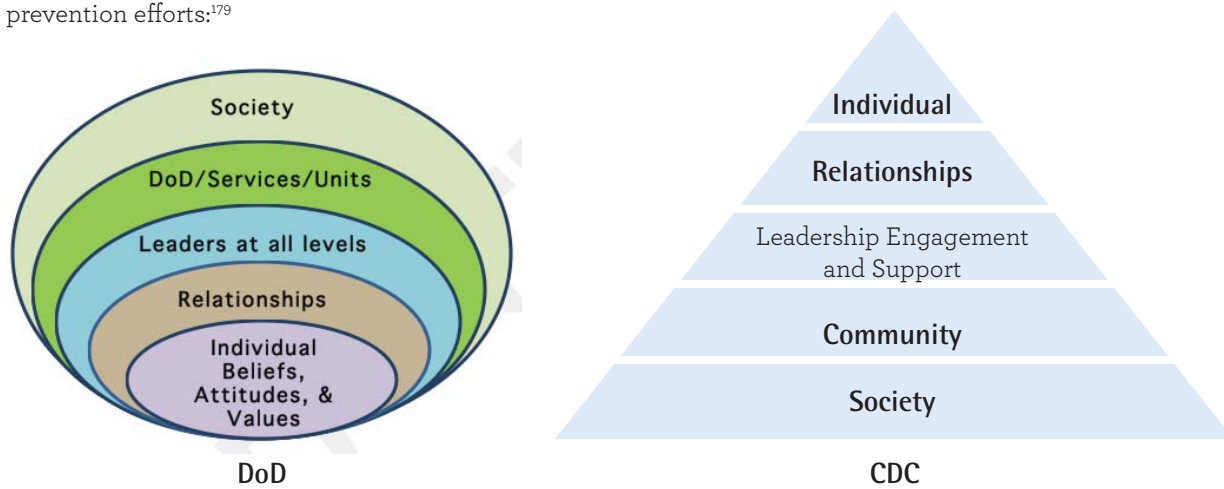 prevention efforts:¹⁷⁹
Society
DoD/Services/Units
Leaders at all levels
Relationships
Individual
Beliefs,
Attitudes, &
Values
DoD
Individual
Relationships
Leadership Engagement
and Support
Community
Society
CDC